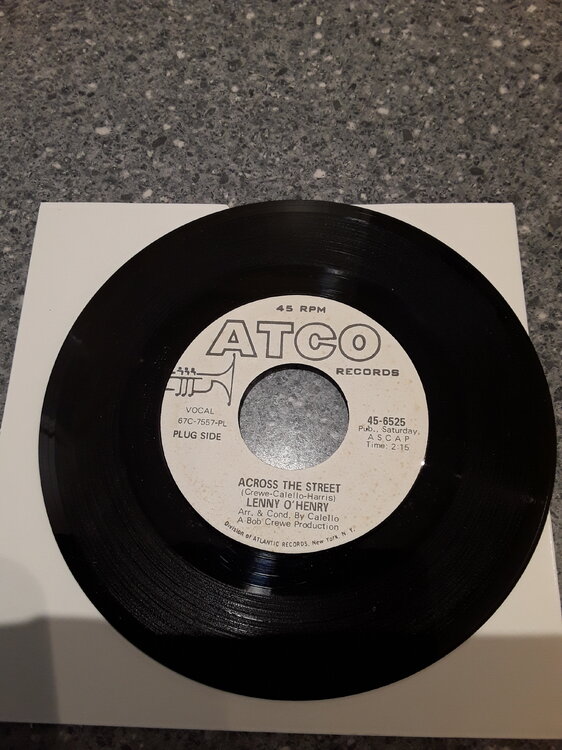 45 RPM
ATCO
RECORDS
VOCAL
67C-7557-PL
PLUG SIDE
45-6525
Pub., Saturday,
ASCAP
Time: 2:15
ACROSS THE STREET
(Crewe-Calello-Harris)
LENNY O'HENRY
Arr. & Cond. By Calello
A Bob Crewe Production
Division of ATLANTIC RECORDS, New York, N. Y.